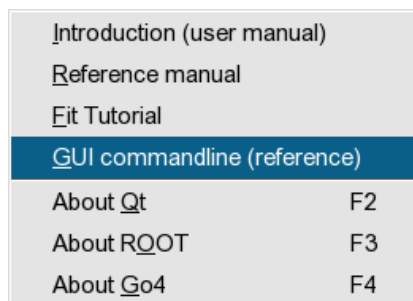 Introduction (user manual)
Reference manual
Fit Tutorial
GUI commandline (reference)
About Qt F2
About ROOT F3
About Go4 F4